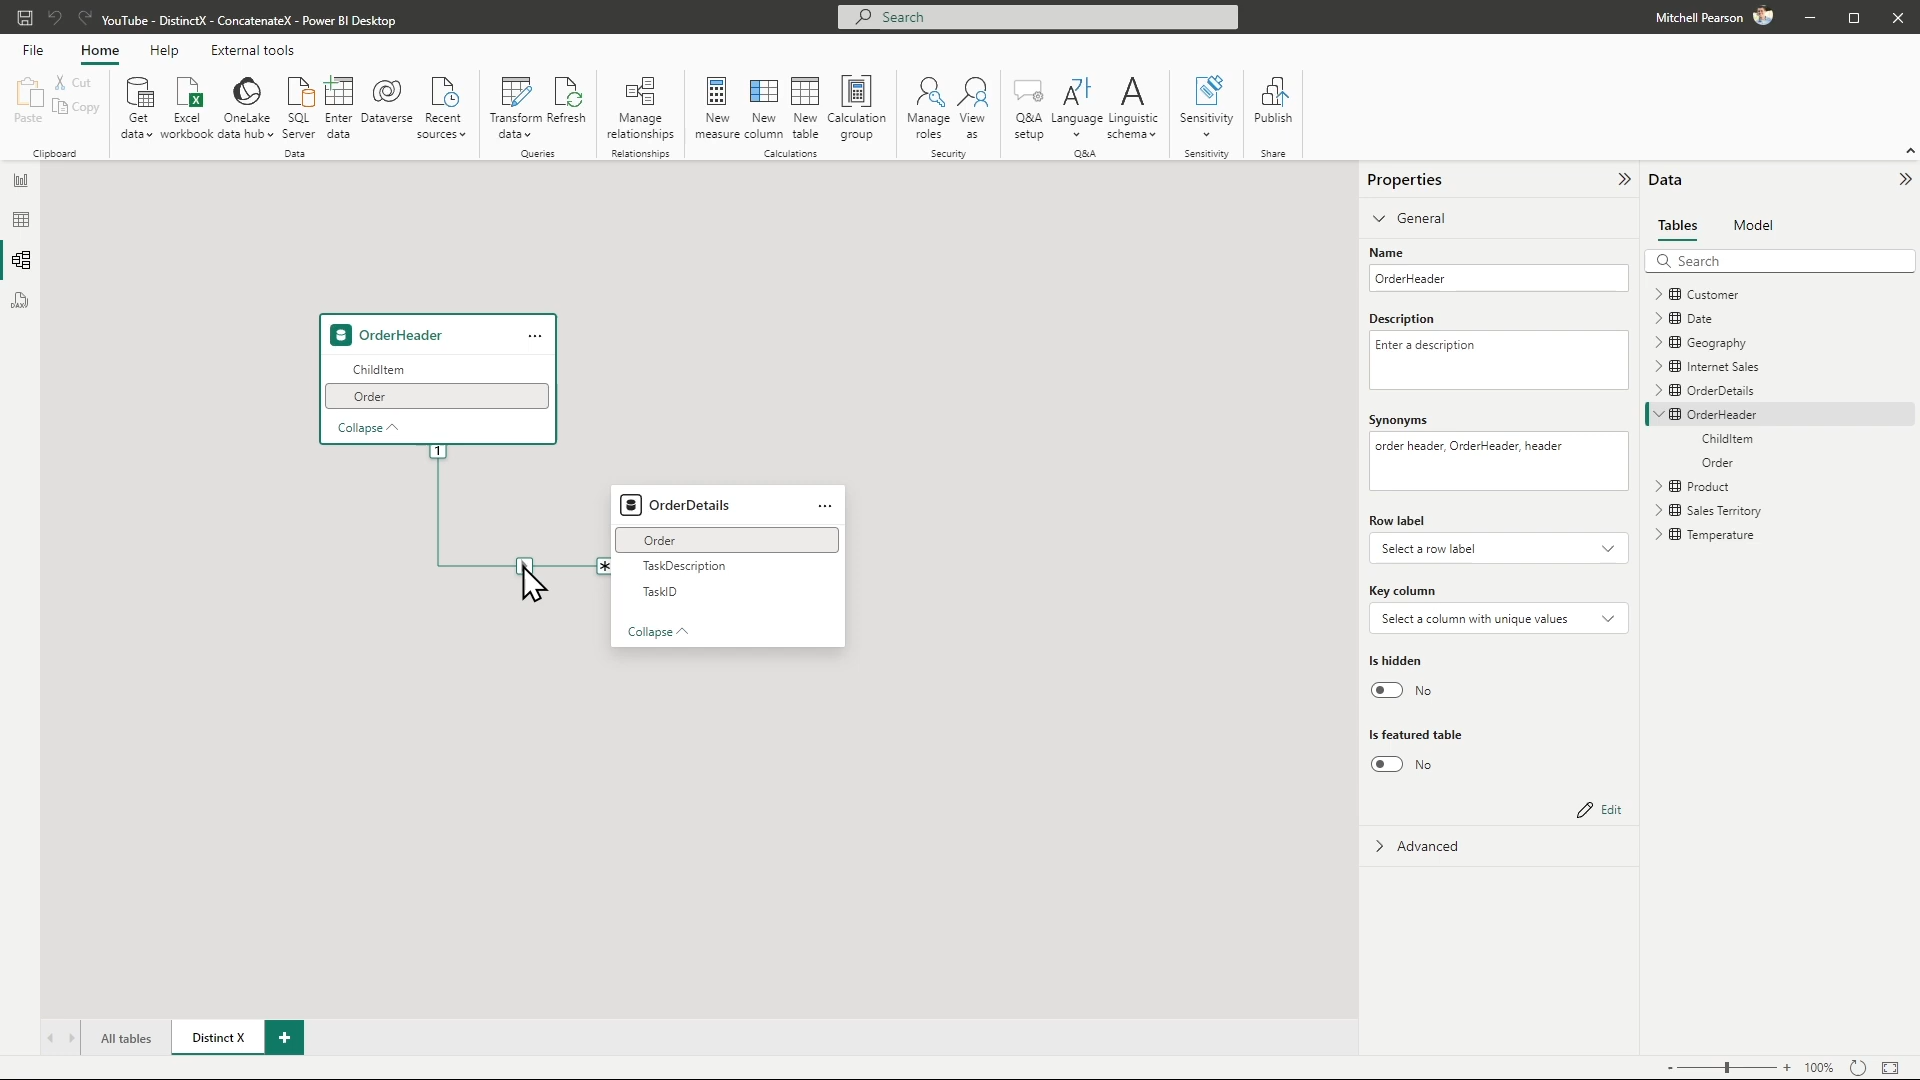 YouTube - DistinctX - ConcatenateX - Power BI Desktop
Search
Mitchell Pearson
File
Home
Help
External tools
Paste
Cut
Copy
Clipboard
Get data
Excel workbook
OneLake data hub
SQL Server
Enter data
Dataverse
Recent sources
Data
Transform data
Refresh
Queries
Manage relationships
Relationships
New measure
New column
New table
Calculation group
Calculations
Manage roles
View as
Security
Q&A setup
Language
Linguistic schema
Q&A
Sensitivity
Sensitivity
Publish
Share
DAX
OrderHeader
ChildItem
Order
Collapse
1
*
OrderDetails
Order
TaskDescription
TaskID
Collapse
Properties
General
Name
OrderHeader
Description
Enter a description
Synonyms
order header, OrderHeader, header
Row label
Select a row label
Key column
Select a column with unique values
Is hidden
No
Is featured table
No
Edit
Advanced
Data
Tables
Model
Search
Customer
Date
Geography
Internet Sales
OrderDetails
OrderHeader
ChildItem
Order
Product
Sales Territory
Temperature
All tables
Distinct X
+
- + 100%